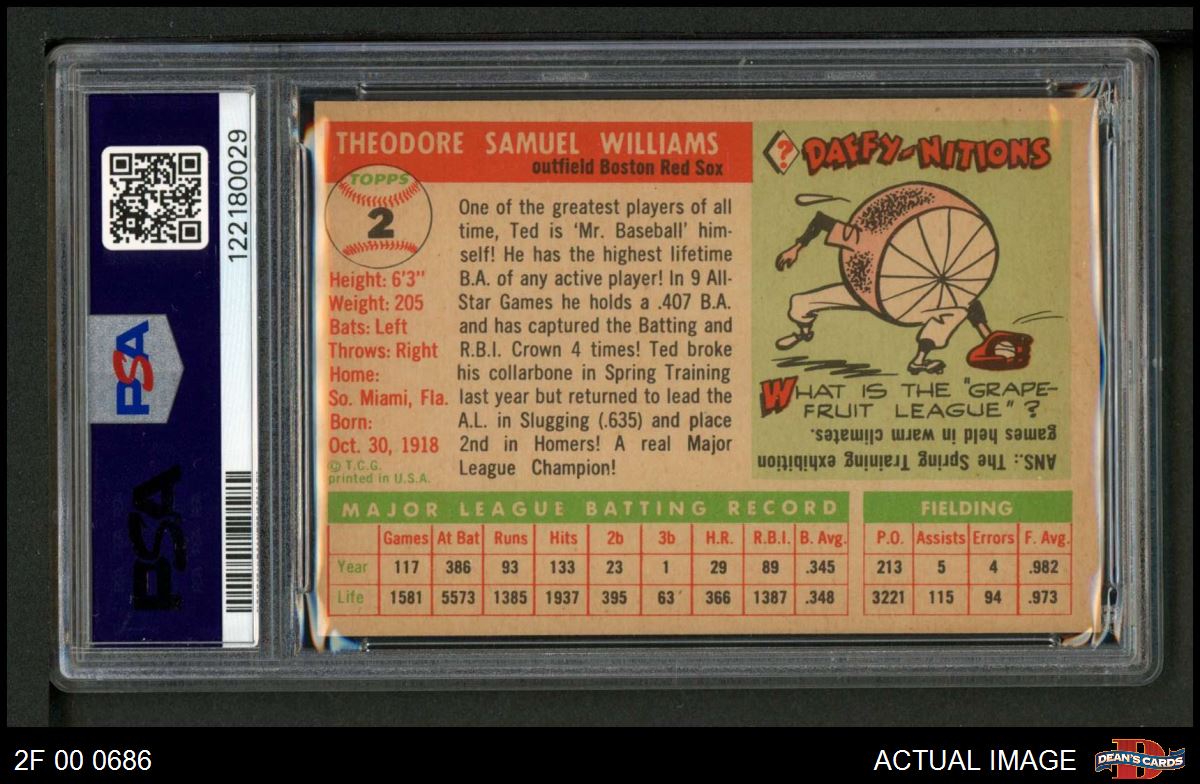 122180029
PSA
PSA
THEODORE SAMUEL WILLIAMS
outfield Boston Red Sox
TOPPS
2
Height: 6'3"
Weight: 205
Bats: Left
Throws: Right
Home:
So. Miami, Fla.
Born:
Oct. 30, 1918
© T.C.G.
printed in U.S.A.
One of the greatest players of all
time, Ted is ‘Mr. Baseball’ him-
self! He has the highest lifetime
B.A. of any active player! In 9 All-
Star Games he holds a .407 B.A.
and has captured the Batting and
R.B.I. Crown 4 times! Ted broke
his collarbone in Spring Training
last year but returned to lead the
A.L. in Slugging (.635) and place
2nd in Homers! A real Major
League Champion!
? DAFFY-NITIONS
WHAT IS THE "GRAPE-
FRUIT LEAGUE"?
ANS.: The Spring Training exhibition
games held in warm climates.
MAJOR LEAGUE BATTING RECORD FIELDING
Games At Bat Runs Hits 2b 3b H.R. R.B.I. B. Avg. P.O. Assists Errors F. Avg.
Year 117 386 93 133 23 1 29 89 .345 213 5 4 .982
Life 1581 5573 1385 1937 395 63 366 1387 .348 3221 115 94 .973
2F 00 0686
ACTUAL IMAGE
D
DEAN'S CARDS